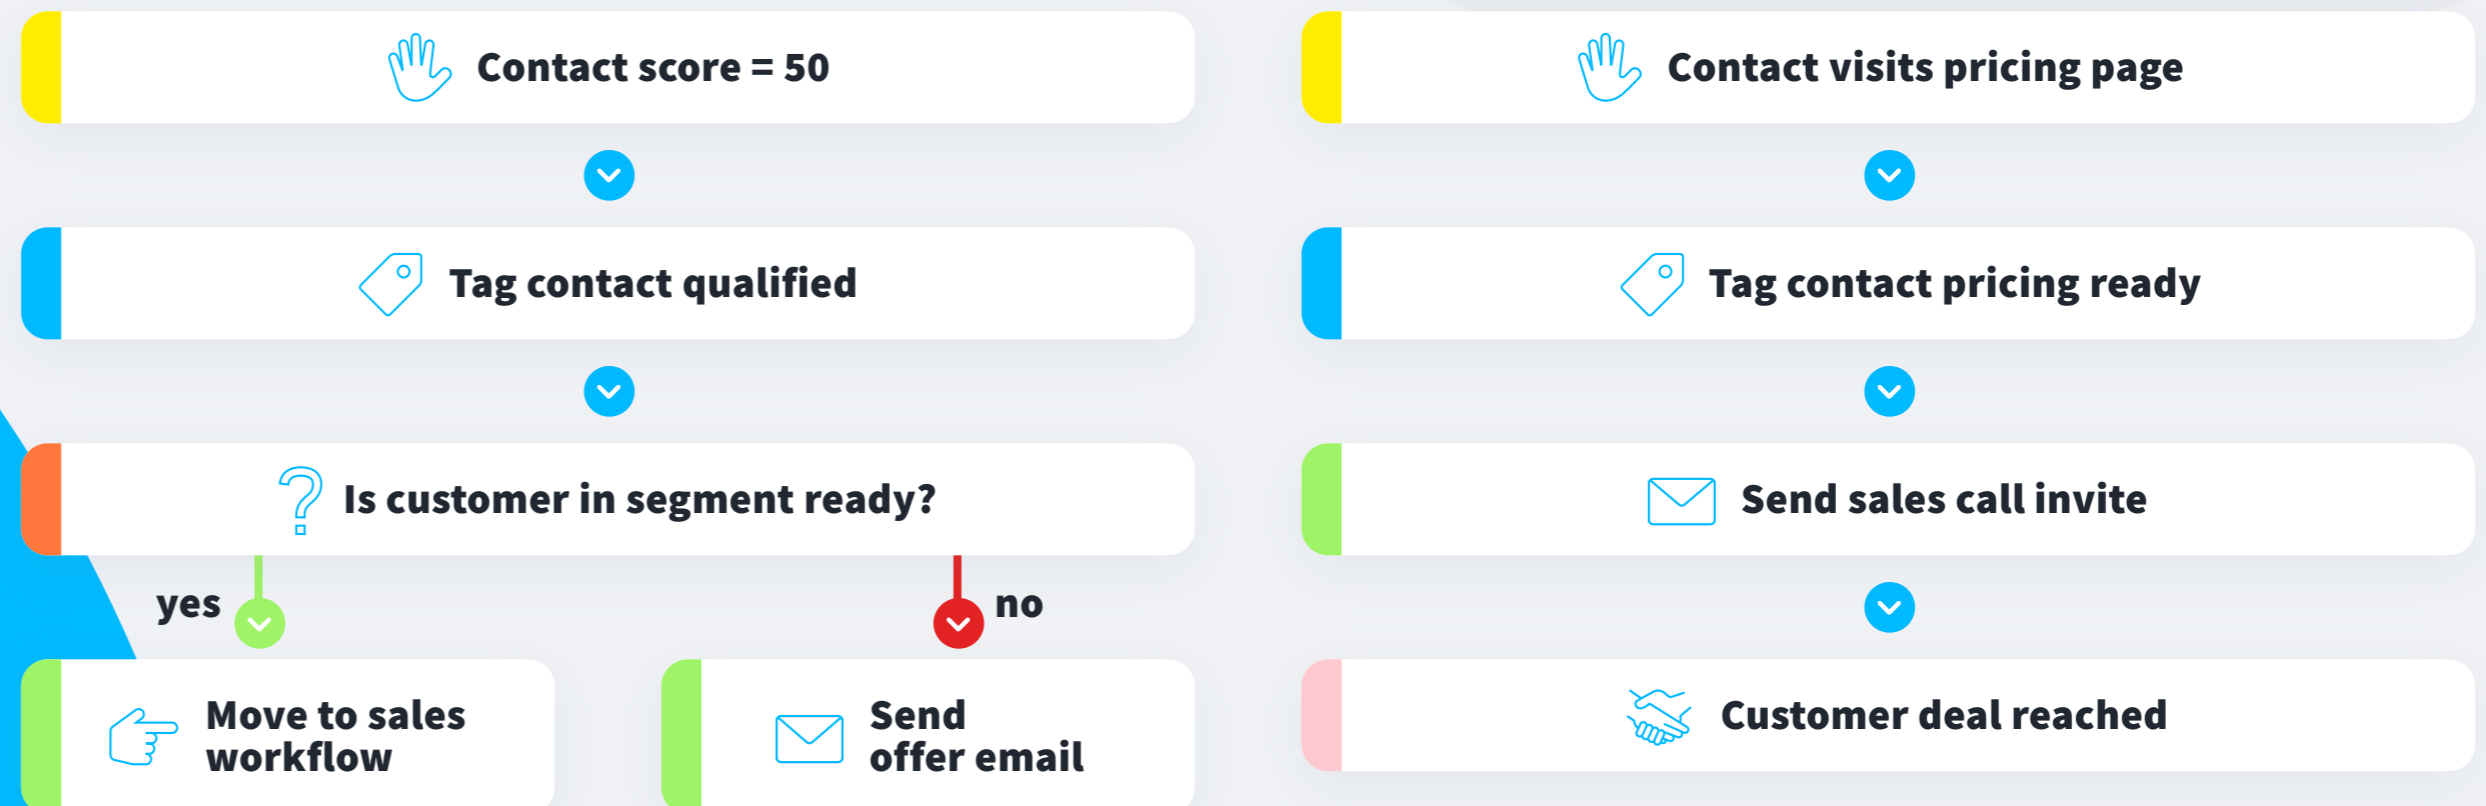 Contact score = 50
Tag contact qualified
Is customer in segment ready?
yes
no
Move to sales
workflow
Send
offer email
Contact visits pricing page
Tag contact pricing ready
Send sales call invite
Customer deal reached